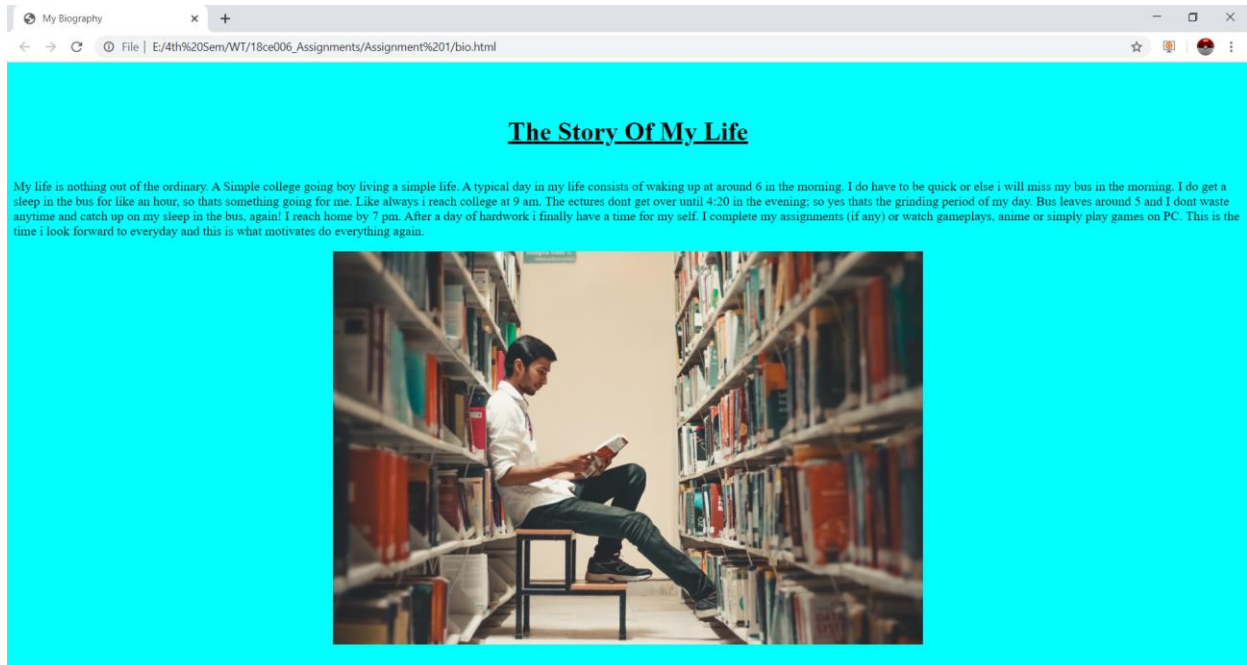 My Biography
File | E:/4th%20Sem/WT/18ce006_Assignments/Assignment%201/bio.html
The Story Of My Life
My life is nothing out of the ordinary. A Simple college going boy living a simple life. A typical day in my life consists of waking up at around 6 in the morning. I do have to be quick or else i will miss my bus in the morning. I do get a
sleep in the bus for like an hour, so thats something going for me. Like always i reach college at 9 am. The ectures dont get over until 4:20 in the evening; so yes thats the grinding period of my day. Bus leaves around 5 and I dont waste
anytime and catch up on my sleep in the bus, again! I reach home by 7 pm. After a day of hardwork i finally have a time for my self. I complete my assignments (if any) or watch gameplays, anime or simply play games on PC. This is the
time i look forward to everyday and this is what motivates do everything again.